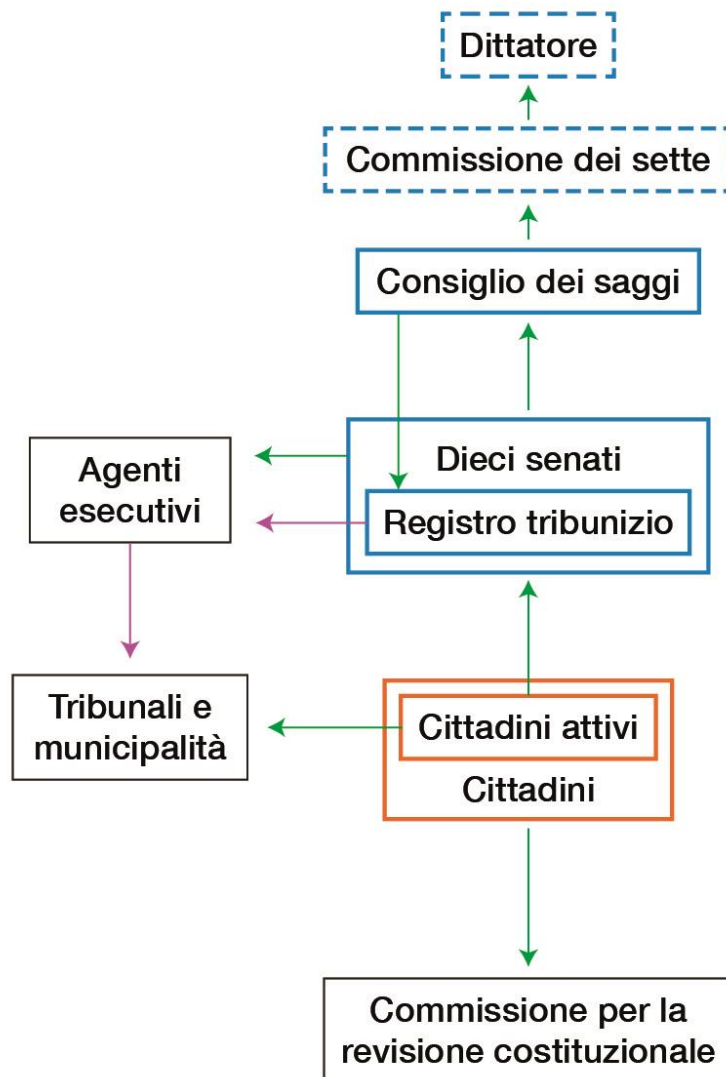 Dittatore
Commissione dei sette
Consiglio dei saggi
Dieci senati
Registro tribunizio
Agenti
esecutivi
Tribunali e
municipalità
Cittadini attivi
Cittadini
Commissione per la
revisione costituzionale